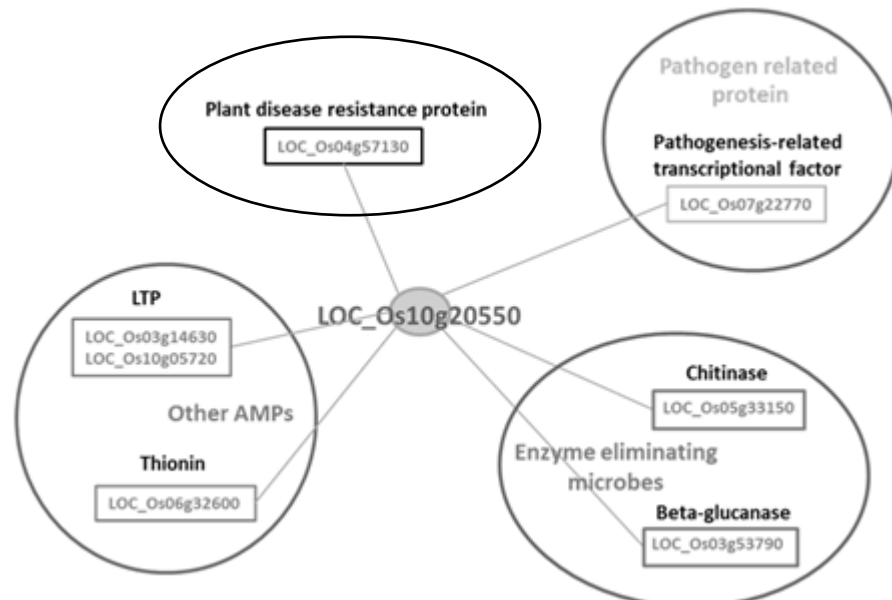 Pathogen related
protein
Plant disease resistance protein
LOC_Os04g57130
Pathogenesis-related
transcriptional factor
LOC_Os07g22770
LTP
LOC_Os03g14630
LOC_Os10g05720
LOC_Os10g20550
Other AMPs
Thionin
LOC_Os06g32600
Chitinase
LOC_Os05g33150
Enzyme eliminating
microbes
Beta-glucanase
LOC_Os03g53790